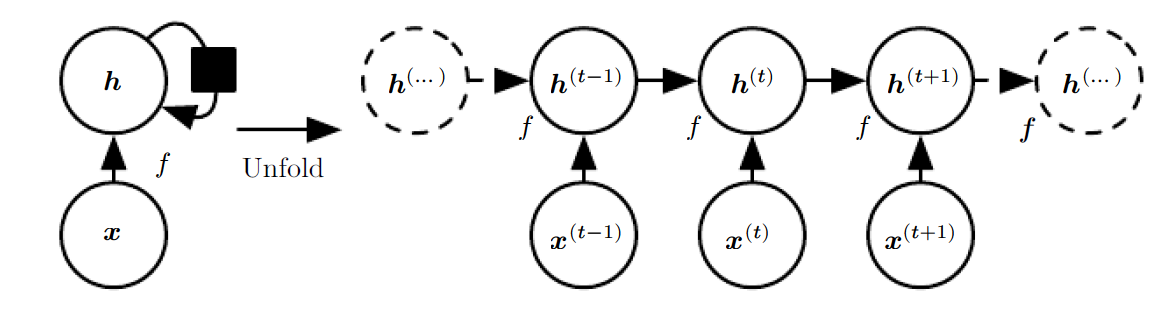 h
h^(...)
h^(t−1)
h^(t)
h^(t+1)
h^(...)
f
f
f
f
f
Unfold
x
x^(t−1)
x^(t)
x^(t+1)